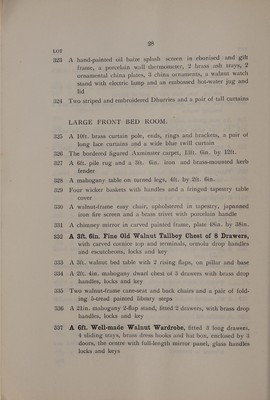 28
LOT
323 A hand-painted oil haize splash screen in ebonised and gilt
frame, a porcelain wall thermometer, 2 brass ash trays, 2
ornamental china plates, 3 china ornaments, a walnut watch
stand with electric lamp and an embossed hot-water jug and
lid
324 Two striped and embroidered Dhurries and a pair of tall curtains
LARGE FRONT BED ROOM.
325 A 10ft. brass curtain pole, ends, rings and brackets, a pair of
long lace curtains and a wide blue twill curtain
326 The bordered figured Axminster carpet, 13ft. 6in. by 12ft.
327 A 6ft. pile rug and a 5ft. 6in. iron and brass-mounted kerb
fender
328 A mahogany table on turned legs, 4ft. by 2ft. 6in.
329 Four wicker baskets with handles and a fringed tapestry table
cover
330 A walnut-frame easy chair, upholstered in tapestry, japanned
iron fire screen and a brass trivet with porcelain handle
331 A chimney mirror in carved painted frame, plate 48in. by 38in.
332 A 3ft. 6in. Fine Old Walnut Tallboy Chest of 8 Drawers,
with carved cornice top and terminals, ormolu drop handles
and escutcheons, locks and key
333 A 5ft. walnut bed table with 2 rising flaps, on pillar and base
334 A 2ft. 4in. mahogany dwarf chest of 3 drawers with brass drop
handles, locks and key
335 Two walnut-frame cane-seat and back chairs and a pair of fold-
ing 5-tread painted library steps
336 A 21in. mahogany 2-flap stand, fitted 2 drawers, with brass drop
handles, locks and key
337 A 6ft. Well-made Walnut Wardrobe, fitted 9 long drawers,
4 sliding trays, brass dress hooks and hat box, enclosed by 3
doors, the centre with full-length mirror panel, glass handles
locks and keys